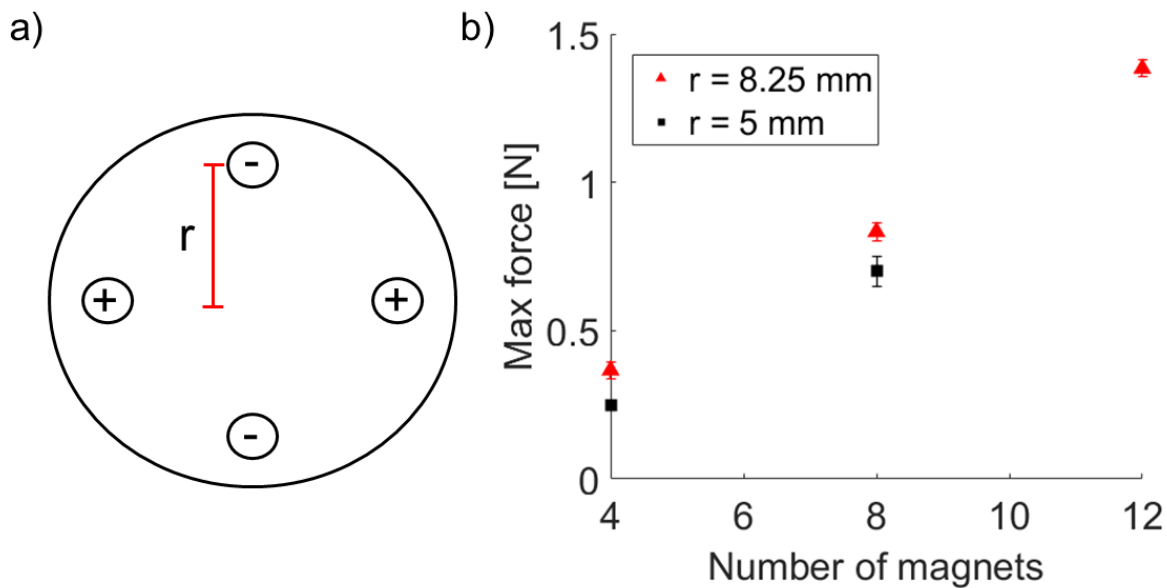 a)
-
r
+
+
-
b)
1.5
r = 8.25 mm
r = 5 mm
1
0.5
0
Max force [N]
4
6
8
10
12
Number of magnets